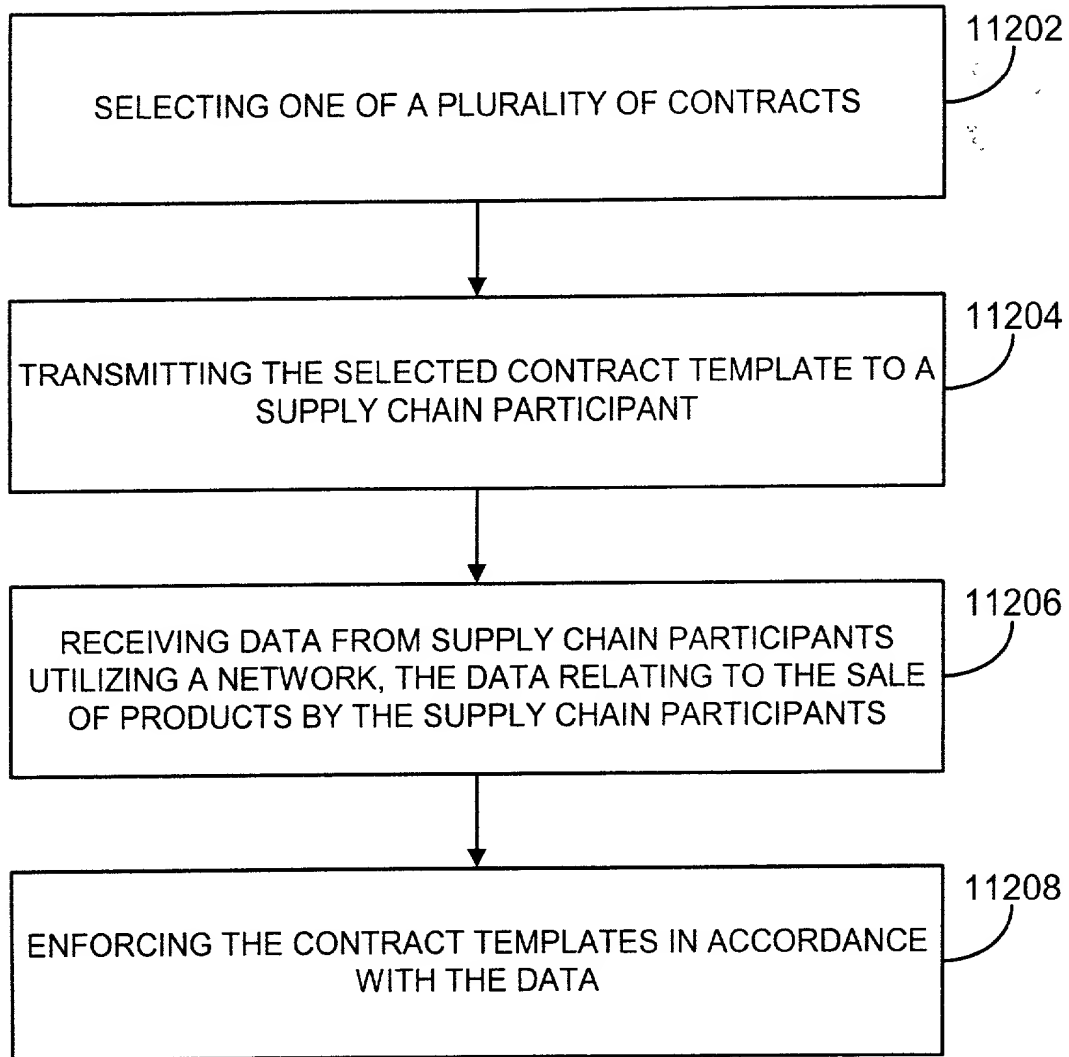 11202
SELECTING ONE OF A PLURALITY OF CONTRACTS
11204
TRANSMITTING THE SELECTED CONTRACT TEMPLATE TO A
SUPPLY CHAIN PARTICIPANT
11206
RECEIVING DATA FROM SUPPLY CHAIN PARTICIPANTS
UTILIZING A NETWORK, THE DATA RELATING TO THE SALE
OF PRODUCTS BY THE SUPPLY CHAIN PARTICIPANTS
11208
ENFORCING THE CONTRACT TEMPLATES IN ACCORDANCE
WITH THE DATA